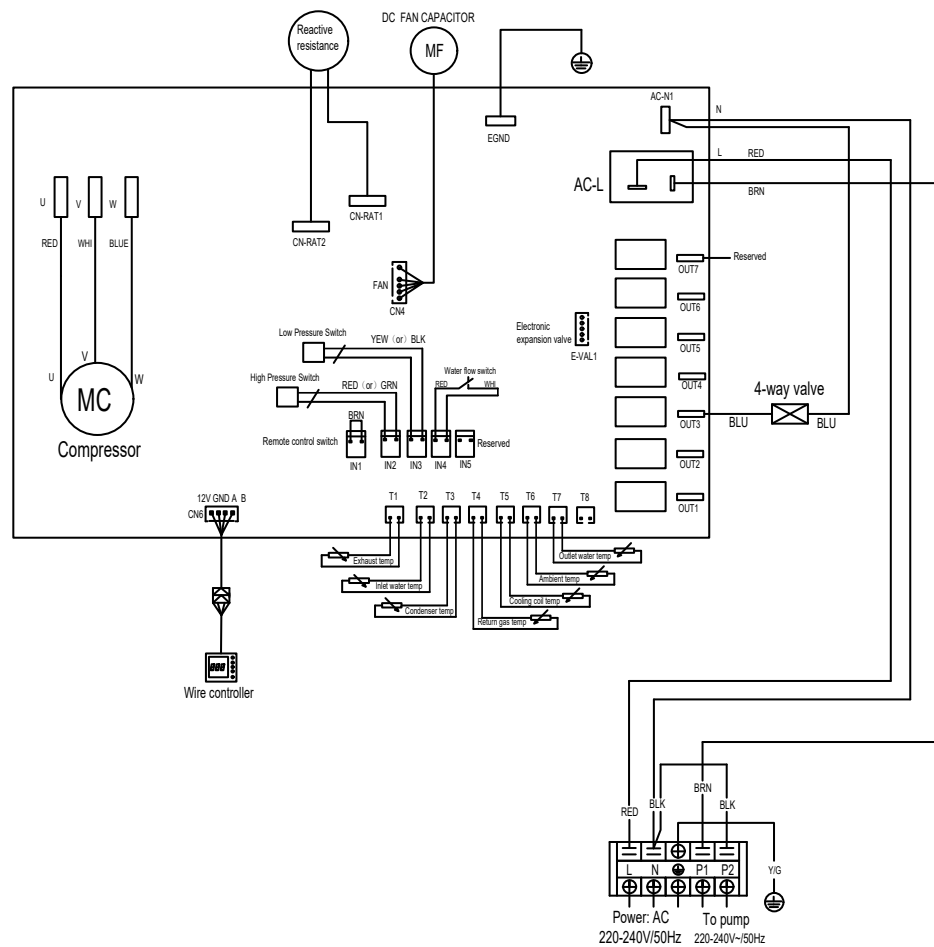 DC FAN CAPACITOR
Reactive
resistance
MF
AC-N1
N
EGND
L
RED
AC-L
BRN
CN-RAT1
CN-RAT2
U
V
W
RED
WHI
BLUE
Reserved
OUT7
FAN
CN4
OUT6
Electronic
expansion valve
E-VAL1
OUT5
Low Pressure Switch
YEW (or) BLK
Water flow switch
RED
WHI
OUT4
High Pressure Switch
RED (or) GRN
4-way valve
BLU
BLU
OUT3
V
U
W
MC
Compressor
BRN
Remote control switch
Reserved
IN1
IN2
IN3
IN4
IN5
OUT2
12V GND A B
CN6
T1
T2
T3
T4
T5
T6
T7
T8
OUT1
Exhaust temp
Outlet water temp
Inlet water temp
Ambient temp
Condenser temp
Cooling coil temp
Return gas temp
888
Wire controller
RED
BLK
BRN
BLK
L
N
P1
P2
Y/G
Power: AC
220-240V/50Hz
To pump
220-240V~/50Hz